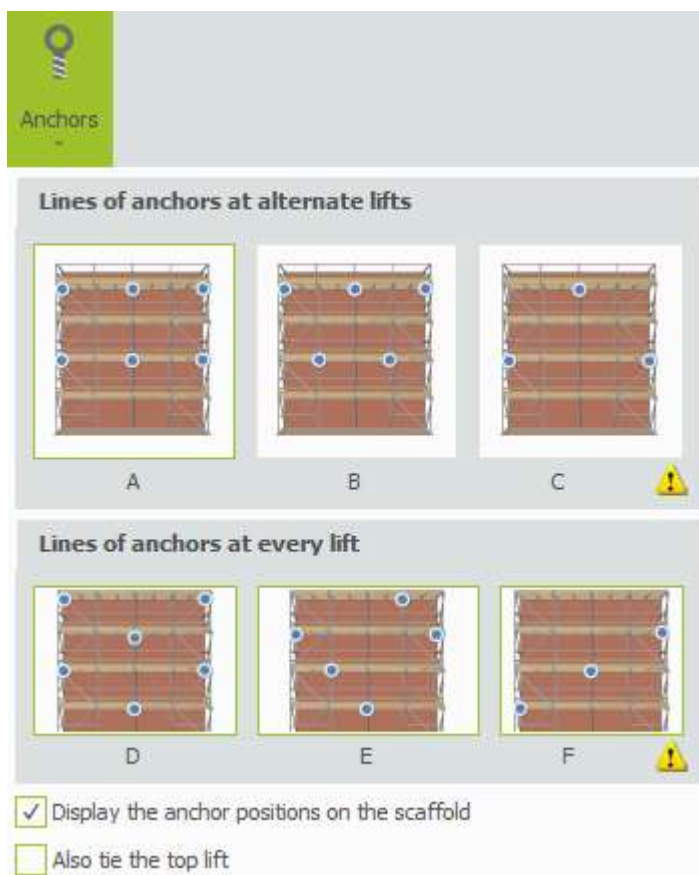 Anchors
Lines of anchors at alternate lifts
A B C
Lines of anchors at every lift
D E F
Display the anchor positions on the scaffold
Also tie the top lift